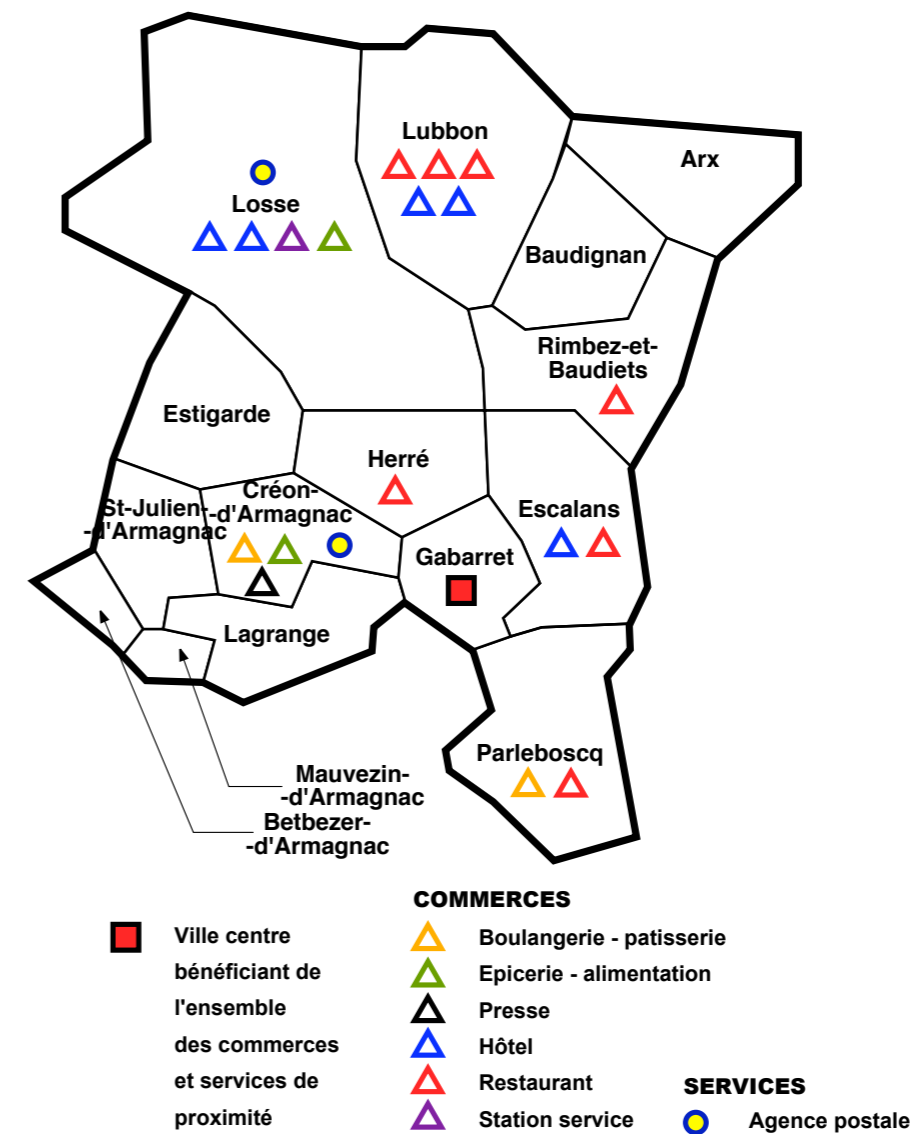 Lubbon
Arx
Losse
Baudignan
Rimbez-et-
Baudiets
Estigarde
Herré
Créon-
-d'Armagnac
St-Julien-
-d'Armagnac
Escalans
Gabarret
Lagrange
Parleboscq
Mauvezin-
-d'Armagnac
Betbezer-
-d'Armagnac
COMMERCES
Ville centre
bénéficiant de
l'ensemble
des commerces
et services de
proximité
Boulangerie - patisserie
Epicerie - alimentation
Presse
Hôtel
Restaurant
Station service
SERVICES
Agence postale